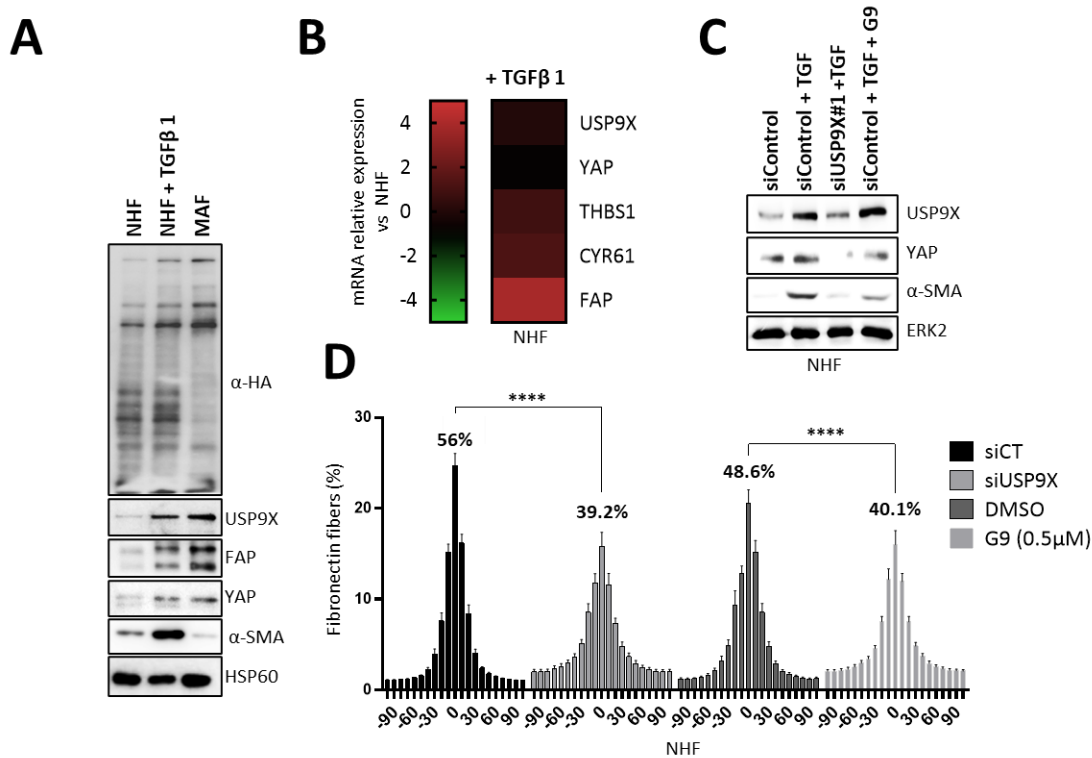 A
NHF
NHF + TGFβ 1
MAF
α-HA
USP9X
FAP
YAP
α-SMA
HSP60
B
+ TGFβ 1
mRNA relative expression
vs NHF
4
2
0
-2
-4
USP9X
YAP
THBS1
CYR61
FAP
NHF
C
siControl
siControl + TGF
siUSP9X#1 +TGF
siControl + TGF + G9
USP9X
YAP
α-SMA
ERK2
NHF
D
Fibronectin fibers (%)
30
20
10
0
56%
****
39.2%
48.6%
****
40.1%
-90 -60 -30 0 30 60 90 -90 -60 -30 0 30 60 90 -90 -60 -30 0 30 60 90 -90 -60 -30 0 30 60 90
NHF
siCT
siUSP9X
DMSO
G9 (0.5µM)